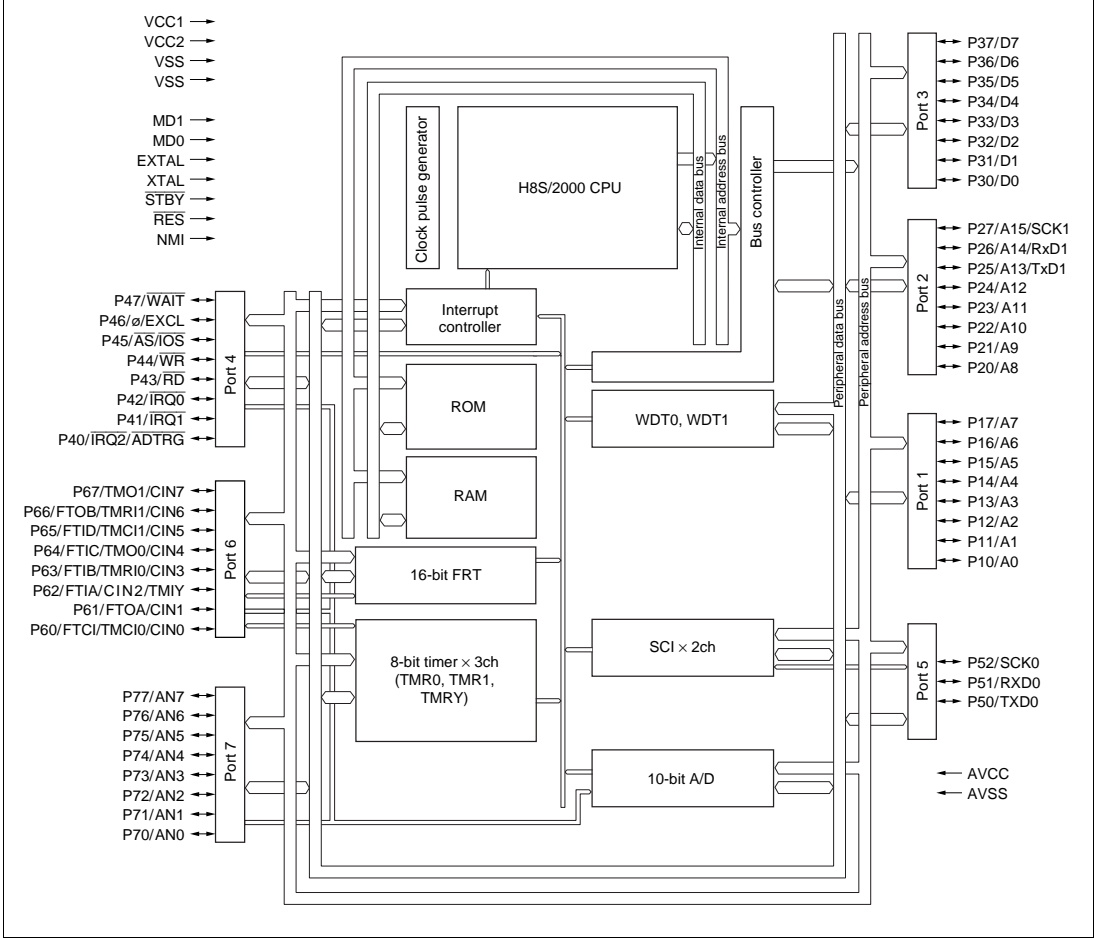 VCC1
VCC2
VSS
VSS
MD1
MD0
EXTAL
XTAL
STBY
RES
NMI
P47/WAIT
P46/ø/EXCL
P45/AS/IOS
P44/WR
P43/RD
P42/IRQ0
P41/IRQ1
P40/IRQ2/ADTRG
Port 4
P67/TMO1/CIN7
P66/FTOB/TMRI1/CIN6
P65/FTID/TMCI1/CIN5
P64/FTIC/TMO0/CIN4
P63/FTIB/TMRI0/CIN3
P62/FTIA/CIN2/TMIY
P61/FTOA/CIN1
P60/FTCI/TMCI0/CIN0
Port 6
P77/AN7
P76/AN6
P75/AN5
P74/AN4
P73/AN3
P72/AN2
P71/AN1
P70/AN0
Port 7
Clock pulse generator
H8S/2000 CPU
Interrupt
controller
ROM
RAM
16-bit FRT
8-bit timer × 3ch
(TMR0, TMR1,
TMRY)
Internal data bus
Internal address bus
Bus controller
WDT0, WDT1
SCI × 2ch
10-bit A/D
Peripheral data bus
Peripheral address bus
Port 3
P37/D7
P36/D6
P35/D5
P34/D4
P33/D3
P32/D2
P31/D1
P30/D0
Port 2
P27/A15/SCK1
P26/A14/RxD1
P25/A13/TxD1
P24/A12
P23/A11
P22/A10
P21/A9
P20/A8
Port 1
P17/A7
P16/A6
P15/A5
P14/A4
P13/A3
P12/A2
P11/A1
P10/A0
Port 5
P52/SCK0
P51/RXD0
P50/TXD0
AVCC
AVSS